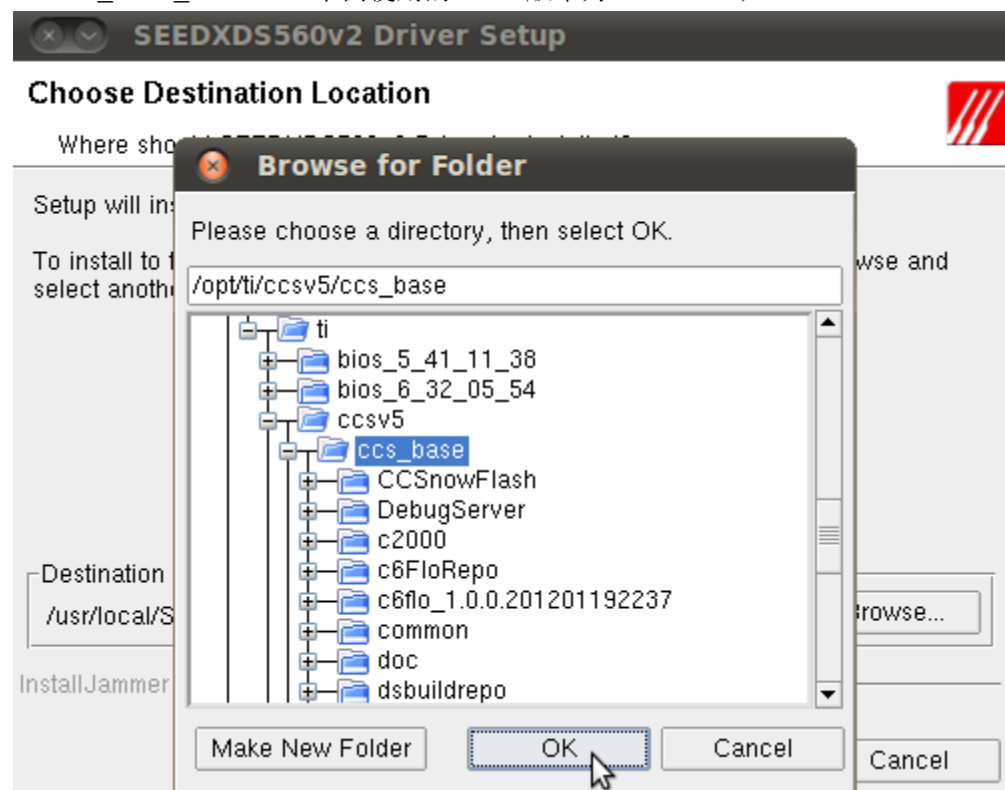 SEEDXDS560v2 Driver Setup
Choose Destination Location
Where sho
Browse for Folder
Setup will ins
Please choose a directory, then select OK.
To install to t
wse and
select anothe
/opt/ti/ccsv5/ccs_base
ti
bios_5_41_11_38
bios_6_32_05_54
ccsv5
ccs_base
CCSnowFlash
DebugServer
c2000
c6FloRepo
c6flo_1.0.0.201201192237
common
doc
dsbuildrepo
Destination
/usr/local/S
rowse...
InstallJammer
Make New Folder
OK
Cancel
Cancel